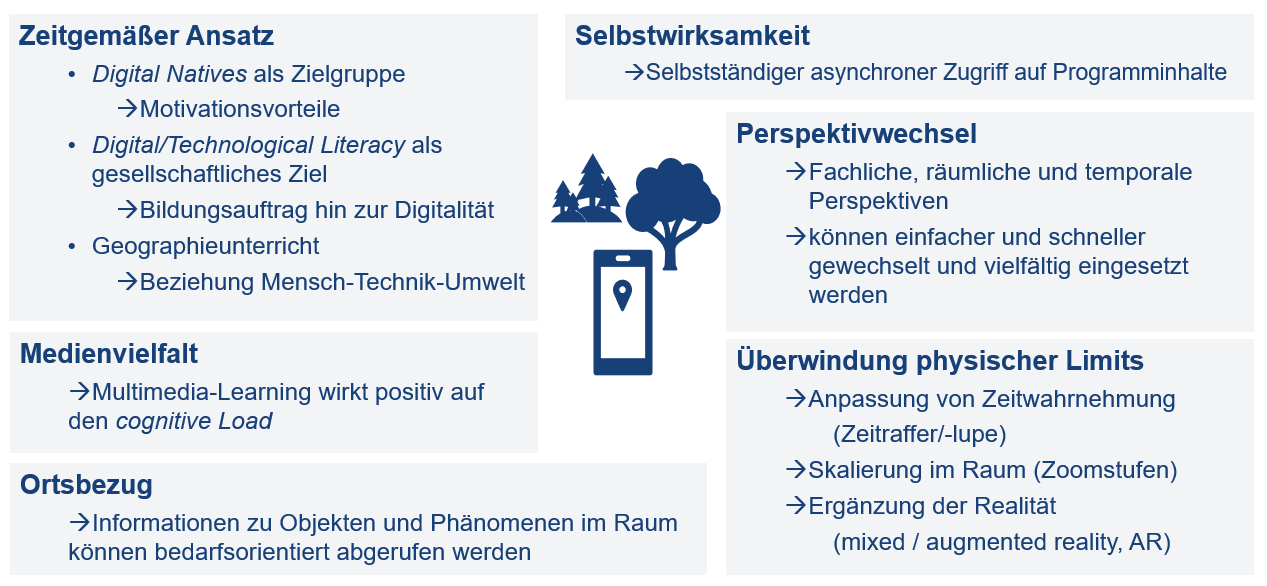 Zeitgemäßer Ansatz
• Digital Natives als Zielgruppe
→Motivationsvorteile
• Digital/Technological Literacy als
gesellschaftliches Ziel
→Bildungsauftrag hin zur Digitalität
• Geographieunterricht
→Beziehung Mensch-Technik-Umwelt
Medienvielfalt
→Multimedia-Learning wirkt positiv auf
den cognitive Load
Ortsbezug
→Informationen zu Objekten und Phänomenen im Raum
können bedarfsorientiert abgerufen werden
Selbstwirksamkeit
→Selbstständiger asynchroner Zugriff auf Programminhalte
Perspektivwechsel
→Fachliche, räumliche und temporale
Perspektiven
→können einfacher und schneller
gewechselt und vielfältig eingesetzt
werden
Überwindung physischer Limits
→Anpassung von Zeitwahrnehmung
(Zeitraffer/-lupe)
→Skalierung im Raum (Zoomstufen)
→Ergänzung der Realität
(mixed / augmented reality, AR)